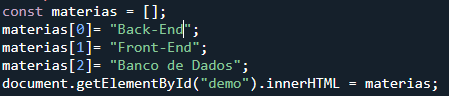 const materias = [];
materias[0]= "Back-End";
materias[1]= "Front-End";
materias[2]= "Banco de Dados";
document.getElementById("demo").innerHTML = materias;